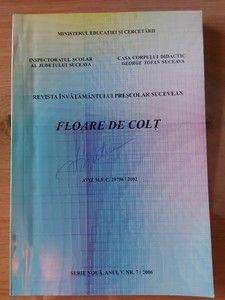 MINISTERUL EDUCAȚIEI ȘI CERCETĂRII
INSPECTORATUL ȘCOLAR
AL JUDEȚULUI SUCEAVA
CASA CORPULUI DIDACTIC
GEORGE TOFAN SUCEAVA
REVISTA ÎNVĂȚĂMÂNTULUI PREȘCOLAR SUCEVEAN
FLOARE DE COLȚ
AVIZ M.E.C. 29756 / 2002
SERIE NOUĂ, ANUL V, NR. 7 / 2006